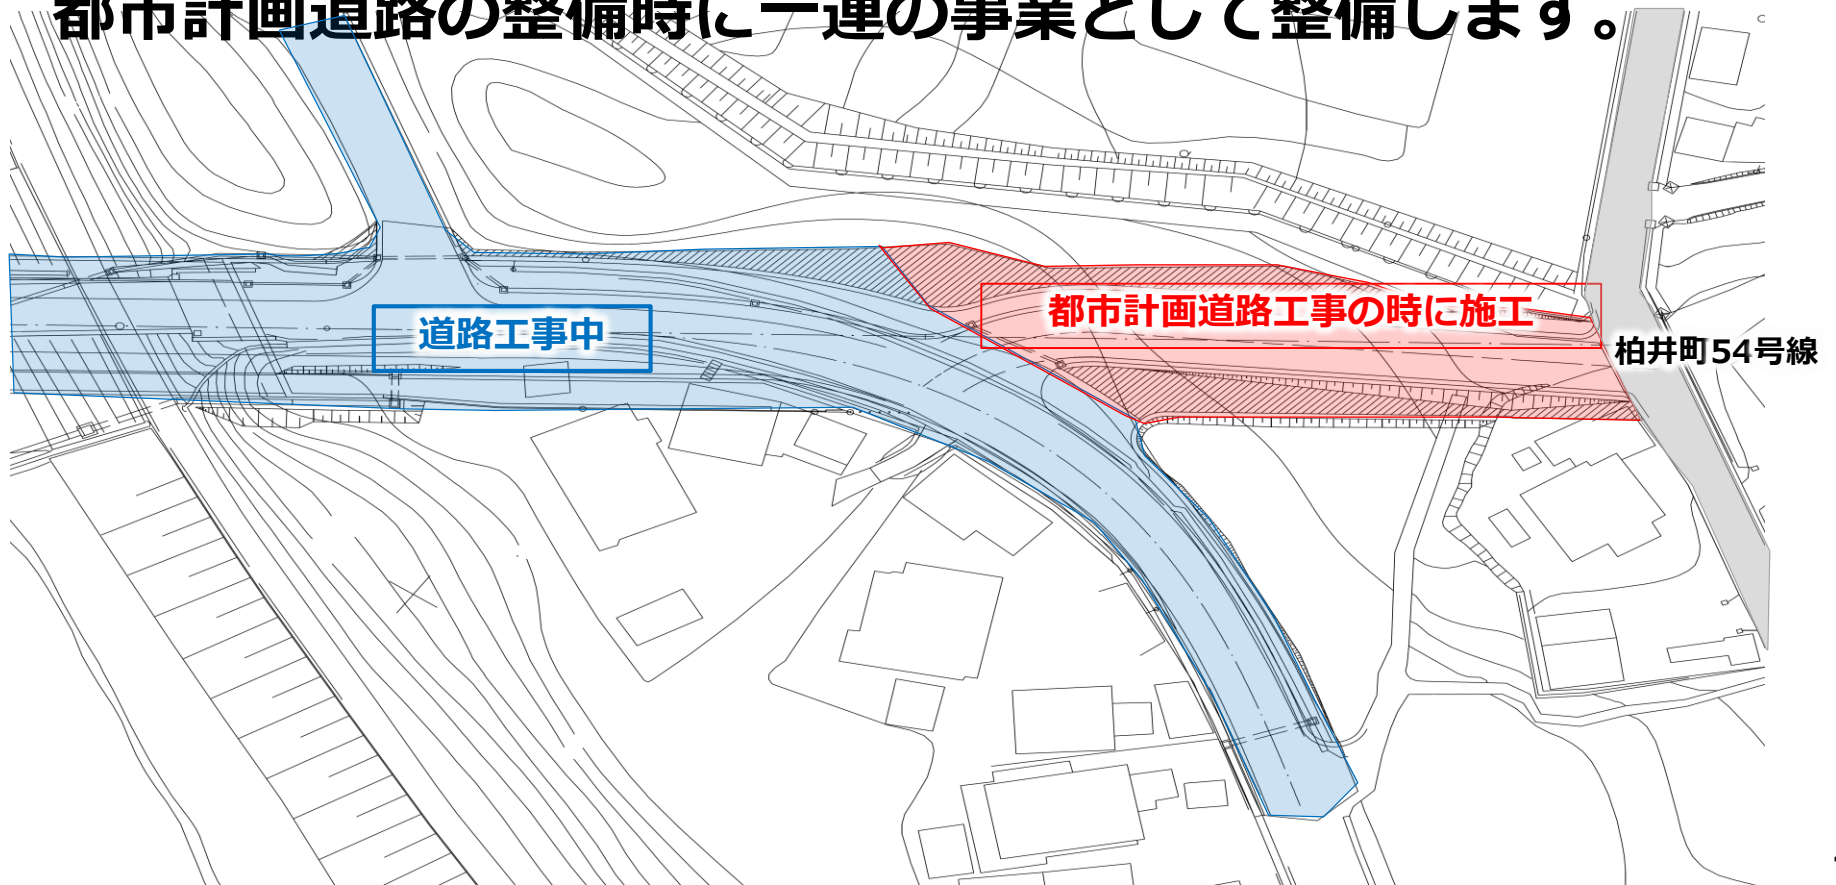 都市計画道路の整備時に一連の事業として整備します。
都市計画道路工事の時に施工
道路工事中
柏井町54号線